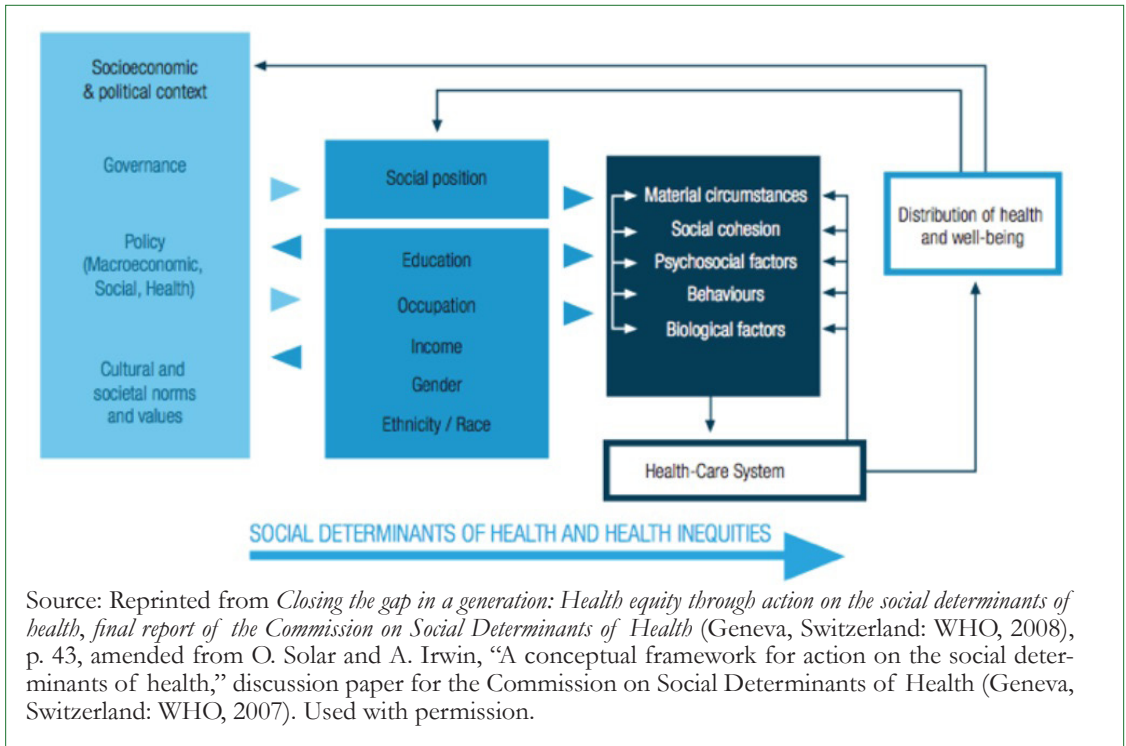 Socioeconomic
& political context
Governance
Policy
(Macroeconomic,
Social, Health)
Cultural and
societal norms
and values
Social position
Education
Occupation
Income
Gender
Ethnicity / Race
Material circumstances
Social cohesion
Psychosocial factors
Behaviours
Biological factors
Distribution of health
and well-being
Health-Care System
SOCIAL DETERMINANTS OF HEALTH AND HEALTH INEQUITIES
Source: Reprinted from Closing the gap in a generation: Health equity through action on the social determinants of
health, final report of the Commission on Social Determinants of Health (Geneva, Switzerland: WHO, 2008),
p. 43, amended from O. Solar and A. Irwin, “A conceptual framework for action on the social deter-
minants of health,” discussion paper for the Commission on Social Determinants of Health (Geneva,
Switzerland: WHO, 2007). Used with permission.